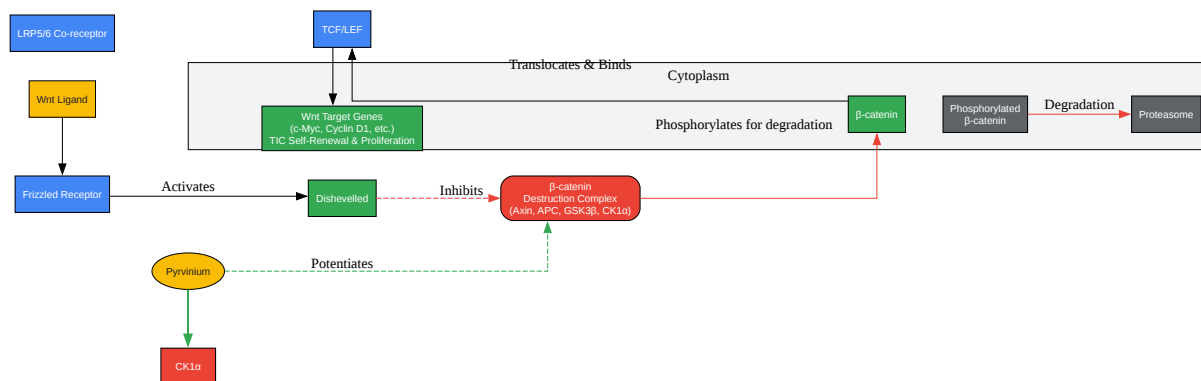 LRP5/6 Co-receptor
TCF/LEF
Translocates & Binds
Cytoplasm
Wnt Ligand
Wnt Target Genes
(c-Myc, Cyclin D1, etc.)
TIC Self-Renewal & Proliferation
Phosphorylates for degradation
β-catenin
Phosphorylated
β-catenin
Degradation
Proteasome
Frizzled Receptor
Activates
Dishevelled
Inhibits
β-catenin
Destruction Complex
(Axin, APC, GSK3β, CK1α)
Pyrvinium
Potentiates
CK1α